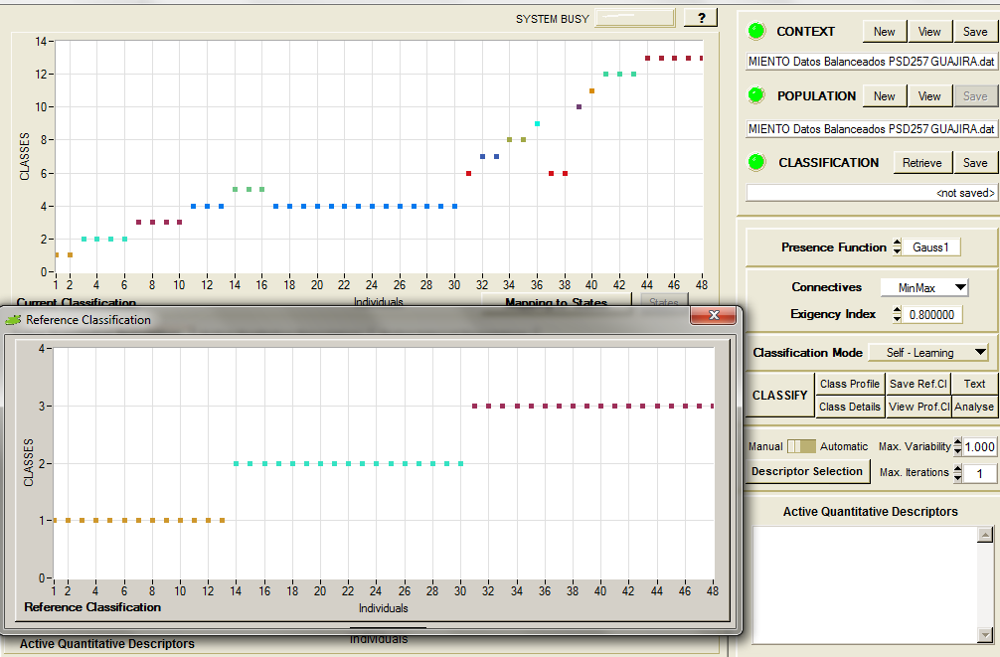 SYSTEM BUSY ?
14
12
10
8
6
4
2
0
CLASSES
1 2 4 6 8 10 12 14 16 18 20 22 24 26 28 30 32 34 36 38 40 42 44 46 48
Current Classification Individuals Mapping to States States
Reference Classification
4
3
2
1
0
CLASSES
1 2 4 6 8 10 12 14 16 18 20 22 24 26 28 30 32 34 36 38 40 42 44 46 48
Reference Classification Individuals
Individuals
Active Quantitative Descriptors
CONTEXT New View Save
MIENTO Datos Balanceados PSD257 GUAJIRA.dat
POPULATION New View Save
MIENTO Datos Balanceados PSD257 GUAJIRA.dat
CLASSIFICATION Retrieve Save
<not saved>
Presence Function Gauss1
Connectives MinMax
Exigency Index 0.800000
Classification Mode Self - Learning
CLASSIFY
Class Profile Save Ref.Cl Text
Class Details View Prof.Cl Analyse
Manual Automatic Max. Variability 1.000
Descriptor Selection Max. Iterations 1
Active Quantitative Descriptors